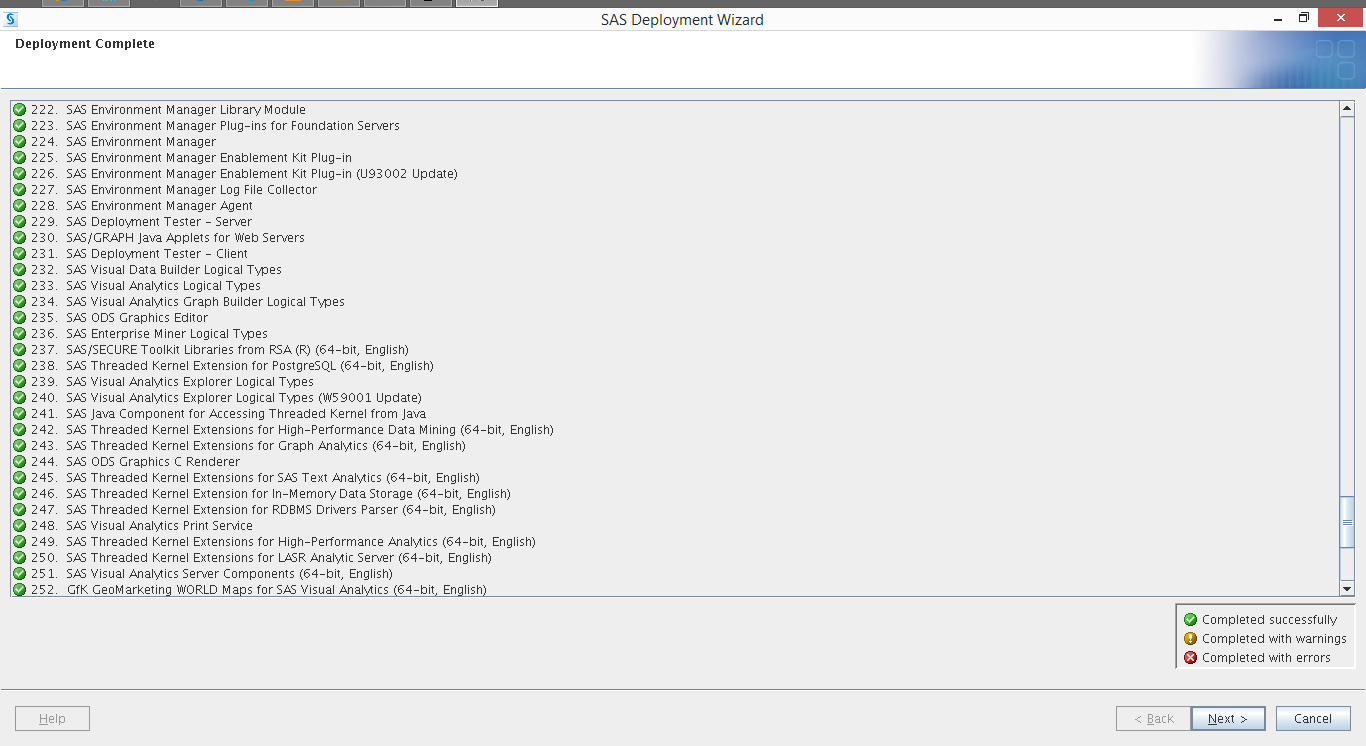 SAS Deployment Wizard
Deployment Complete
222. SAS Environment Manager Library Module
223. SAS Environment Manager Plug-ins for Foundation Servers
224. SAS Environment Manager
225. SAS Environment Manager Enablement Kit Plug-in
226. SAS Environment Manager Enablement Kit Plug-in (U93002 Update)
227. SAS Environment Manager Log File Collector
228. SAS Environment Manager Agent
229. SAS Deployment Tester - Server
230. SAS/GRAPH Java Applets for Web Servers
231. SAS Deployment Tester - Client
232. SAS Visual Data Builder Logical Types
233. SAS Visual Analytics Logical Types
234. SAS Visual Analytics Graph Builder Logical Types
235. SAS ODS Graphics Editor
236. SAS Enterprise Miner Logical Types
237. SAS/SECURE Toolkit Libraries from RSA (R) (64-bit, English)
238. SAS Threaded Kernel Extension for PostgreSQL (64-bit, English)
239. SAS Visual Analytics Explorer Logical Types
240. SAS Visual Analytics Explorer Logical Types (W59001 Update)
241. SAS Java Component for Accessing Threaded Kernel from Java
242. SAS Threaded Kernel Extensions for High-Performance Data Mining (64-bit, English)
243. SAS Threaded Kernel Extensions for Graph Analytics (64-bit, English)
244. SAS ODS Graphics C Renderer
245. SAS Threaded Kernel Extensions for SAS Text Analytics (64-bit, English)
246. SAS Threaded Kernel Extension for In-Memory Data Storage (64-bit, English)
247. SAS Threaded Kernel Extension for RDBMS Drivers Parser (64-bit, English)
248. SAS Visual Analytics Print Service
249. SAS Threaded Kernel Extensions for High-Performance Analytics (64-bit, English)
250. SAS Threaded Kernel Extensions for LASR Analytic Server (64-bit, English)
251. SAS Visual Analytics Server Components (64-bit, English)
252. GfK GeoMarketing WORLD Maps for SAS Visual Analytics (64-bit, English)
Completed successfully
Completed with warnings
Completed with errors
Help
< Back
Next >
Cancel